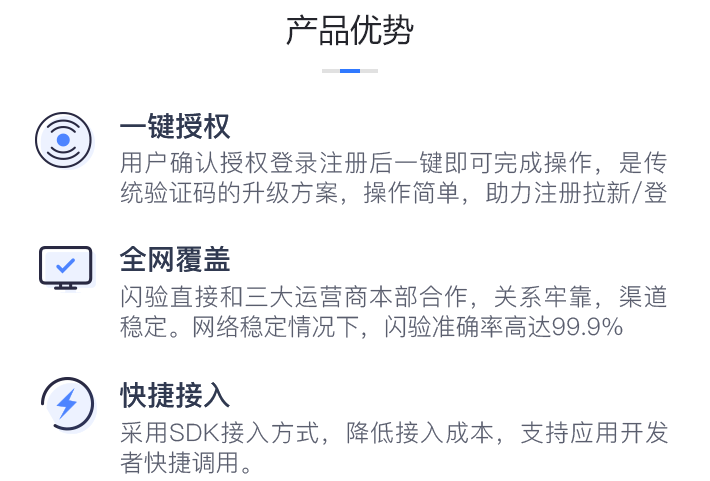 产品优势
一键授权
用户确认授权登录注册后一键即可完成操作，是传
统验证码的升级方案，操作简单，助力注册拉新/登
全网覆盖
闪验直接和三大运营商本部合作，关系牢靠，渠道
稳定。网络稳定情况下，闪验准确率高达99.9%
快捷接入
采用SDK接入方式，降低接入成本，支持应用开发
者快捷调用。